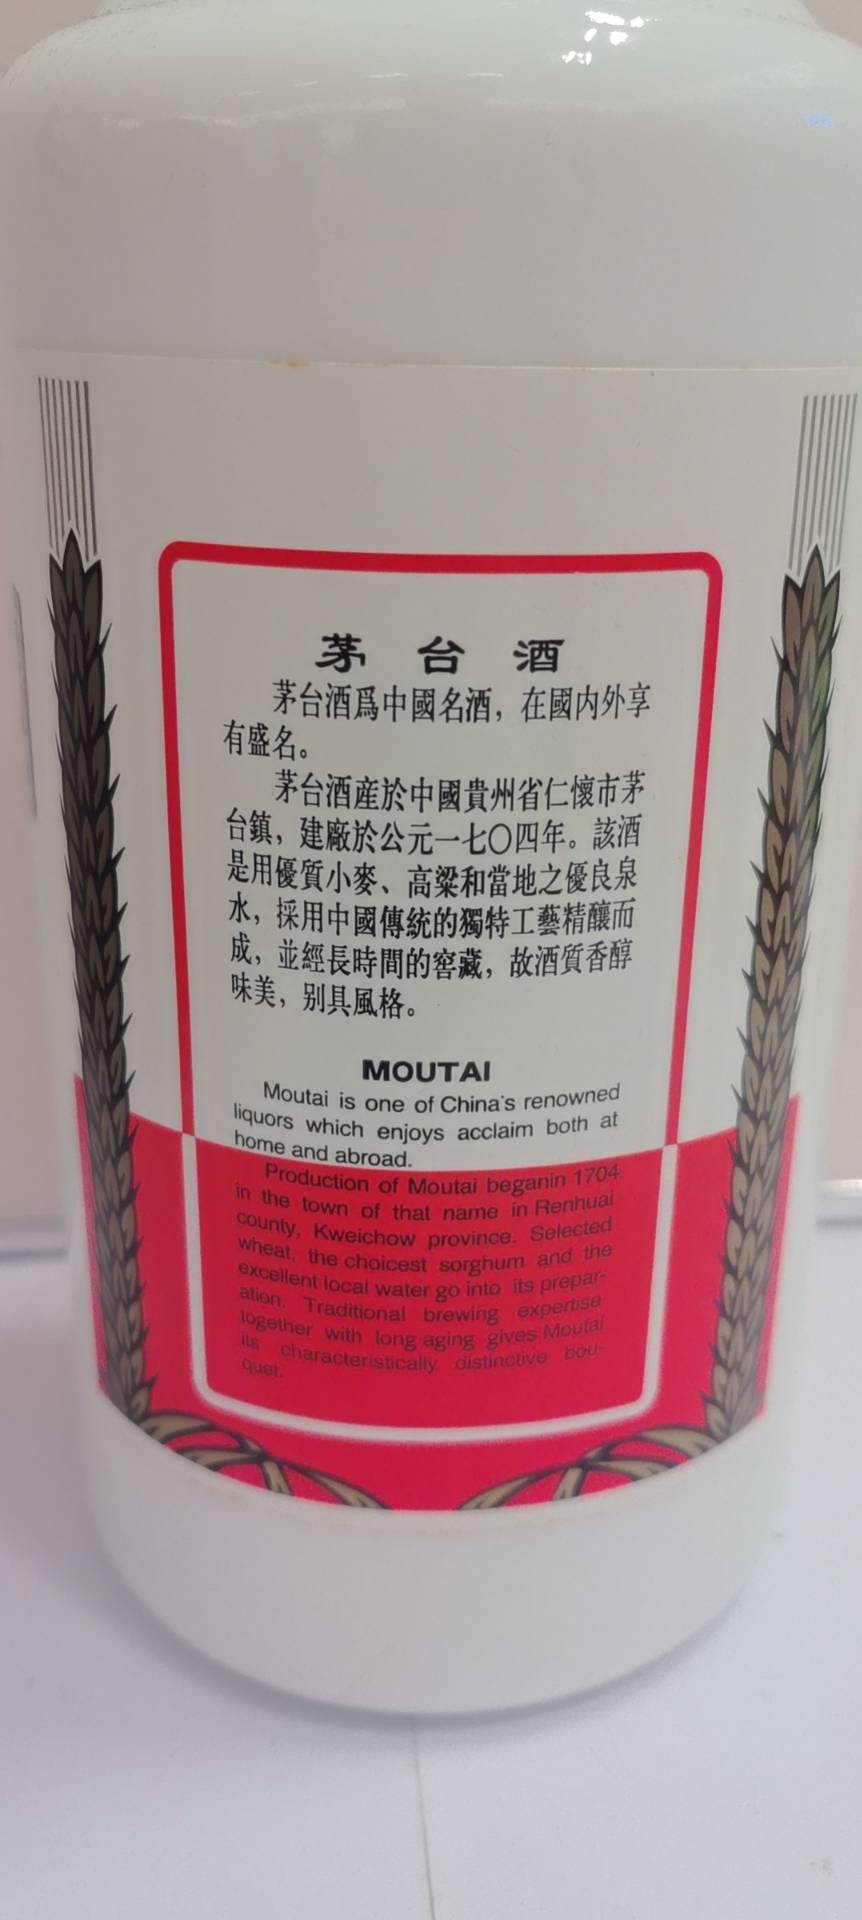 茅台酒
茅台酒爲中國名酒，在國内外享
有盛名。
茅台酒産於中國貴州省仁懷市茅
台鎮，建廠於公元一七〇四年。該酒
是用優質小麥、高粱和當地之優良泉
水，採用中國傳統的獨特工藝精釀而
成，並經長時間的窖藏，故酒質香醇
味美，别具風格。
MOUTAI
Moutai is one of China's renowned
liquors which enjoys acclaim both at
home and abroad.
Production of Moutai beganin 1704
in the town of that name in Renhuai
county, Kweichow province. Selected
wheat, the choicest sorghum and the
excellent local water go into its prepar-
ation. Traditional brewing expertise
together with long aging gives Moutai
its characteristically distinctive bou-
quet.